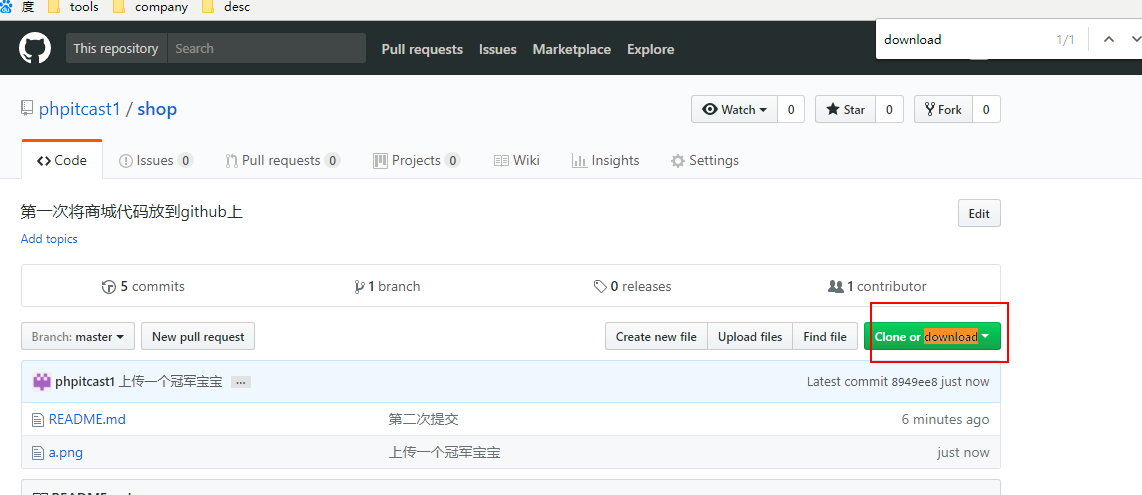 度 tools company desc
This repository Search Pull requests Issues Marketplace Explore
download 1/1
phpitcast1 / shop
Watch 0 Star 0 Fork 0
Code Issues 0 Pull requests 0 Projects 0 Wiki Insights Settings
第一次将商城代码放到github上
Edit
Add topics
5 commits 1 branch 0 releases 1 contributor
Branch: master New pull request Create new file Upload files Find file Clone or download
phpitcast1 上传一个冠军宝宝 ... Latest commit 8949ee8 just now
README.md 第二次提交 6 minutes ago
a.png 上传一个冠军宝宝 just now